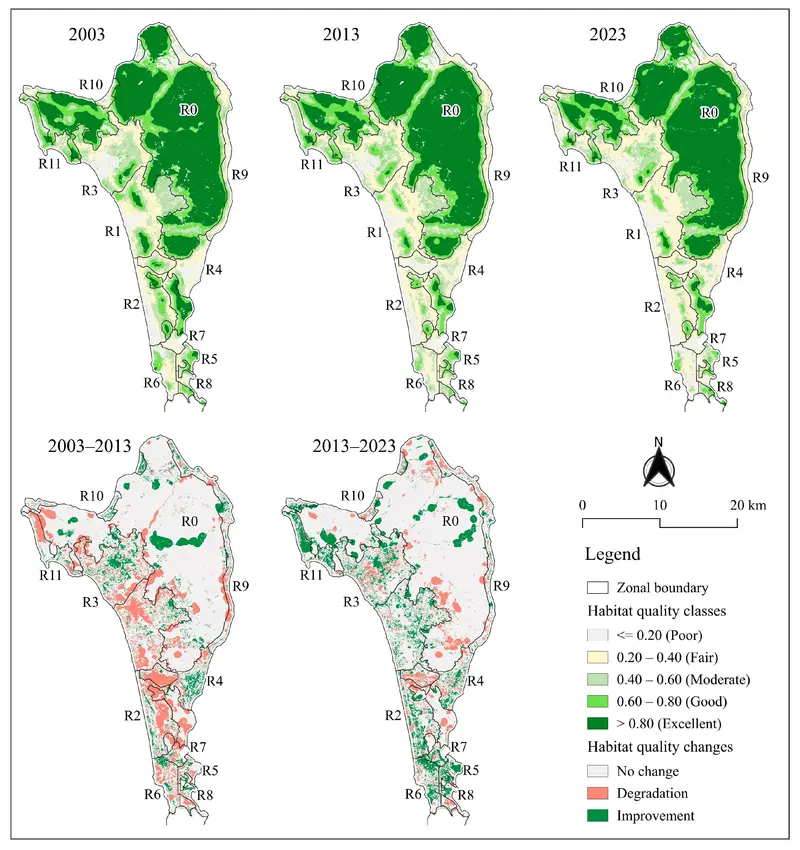 2003
2013
2023
R10
R0
R11
R9
R3
R1
R4
R2
R7
R5
R6
R8
R10
R0
R11
R9
R3
R1
R4
R2
R7
R5
R6
R8
R10
R0
R11
R9
R3
R1
R4
R2
R7
R5
R6
R8
2003–2013
2013–2023
R10
R0
R11
R9
R3
R4
R2
R7
R5
R6
R8
R10
R0
R11
R9
R3
R4
R2
R7
R5
R6
R8
N
0 10 20 km
Legend
Zonal boundary
Habitat quality classes
<= 0.20 (Poor)
0.20 – 0.40 (Fair)
0.40 – 0.60 (Moderate)
0.60 – 0.80 (Good)
> 0.80 (Excellent)
Habitat quality changes
No change
Degradation
Improvement